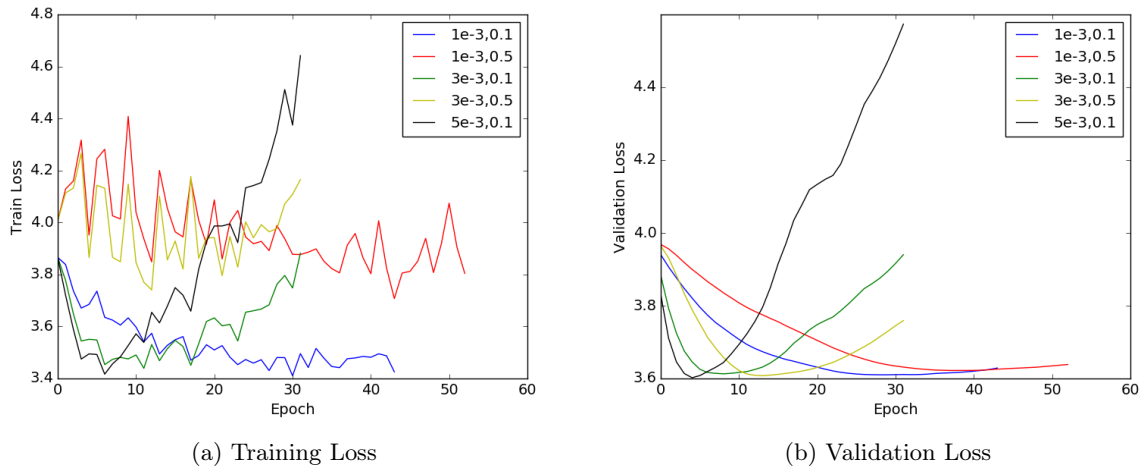 4.8
4.6
4.4
4.2
4.0
3.8
3.6
3.4
Train Loss
0 10 20 30 40 50 60
Epoch
1e-3,0.1
1e-3,0.5
3e-3,0.1
3e-3,0.5
5e-3,0.1
(a) Training Loss
4.4
4.2
4.0
3.8
3.6
Validation Loss
0 10 20 30 40 50 60
Epoch
1e-3,0.1
1e-3,0.5
3e-3,0.1
3e-3,0.5
5e-3,0.1
(b) Validation Loss